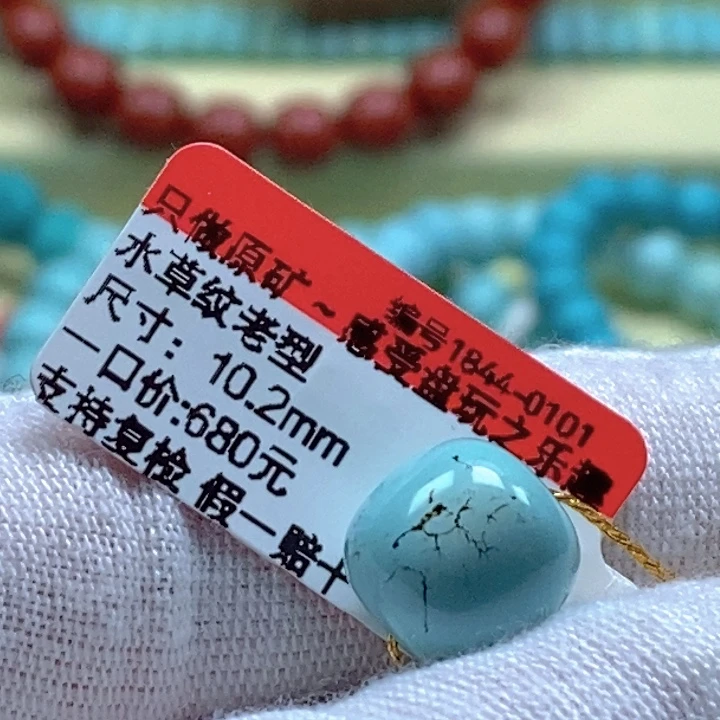 编号1844-0101
只做原矿~感受盘玩之乐趣
水草纹老型
尺寸：10.2mm
一口价:680元
支持复检 假一赔十